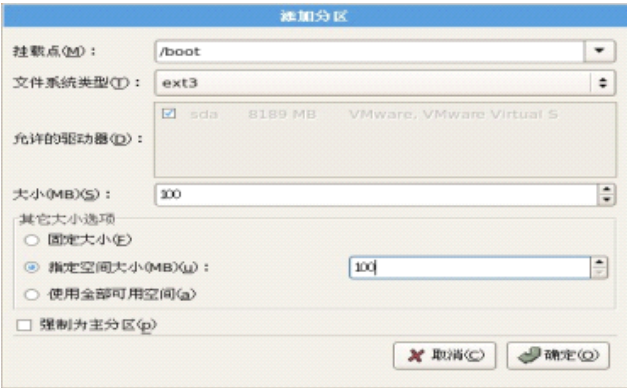 添加分区
挂载点(M)： /boot
文件系统类型(T)： ext3
允许的驱动器(D)： sda 8189 MB VMware, VMware Virtual S
大小(MB)(S)： 100
其它大小选项
固定大小(F)
指定空间大小(MB)(u)： 100
使用全部可用空间(a)
强制为主分区(p)
取消(C) 确定(O)